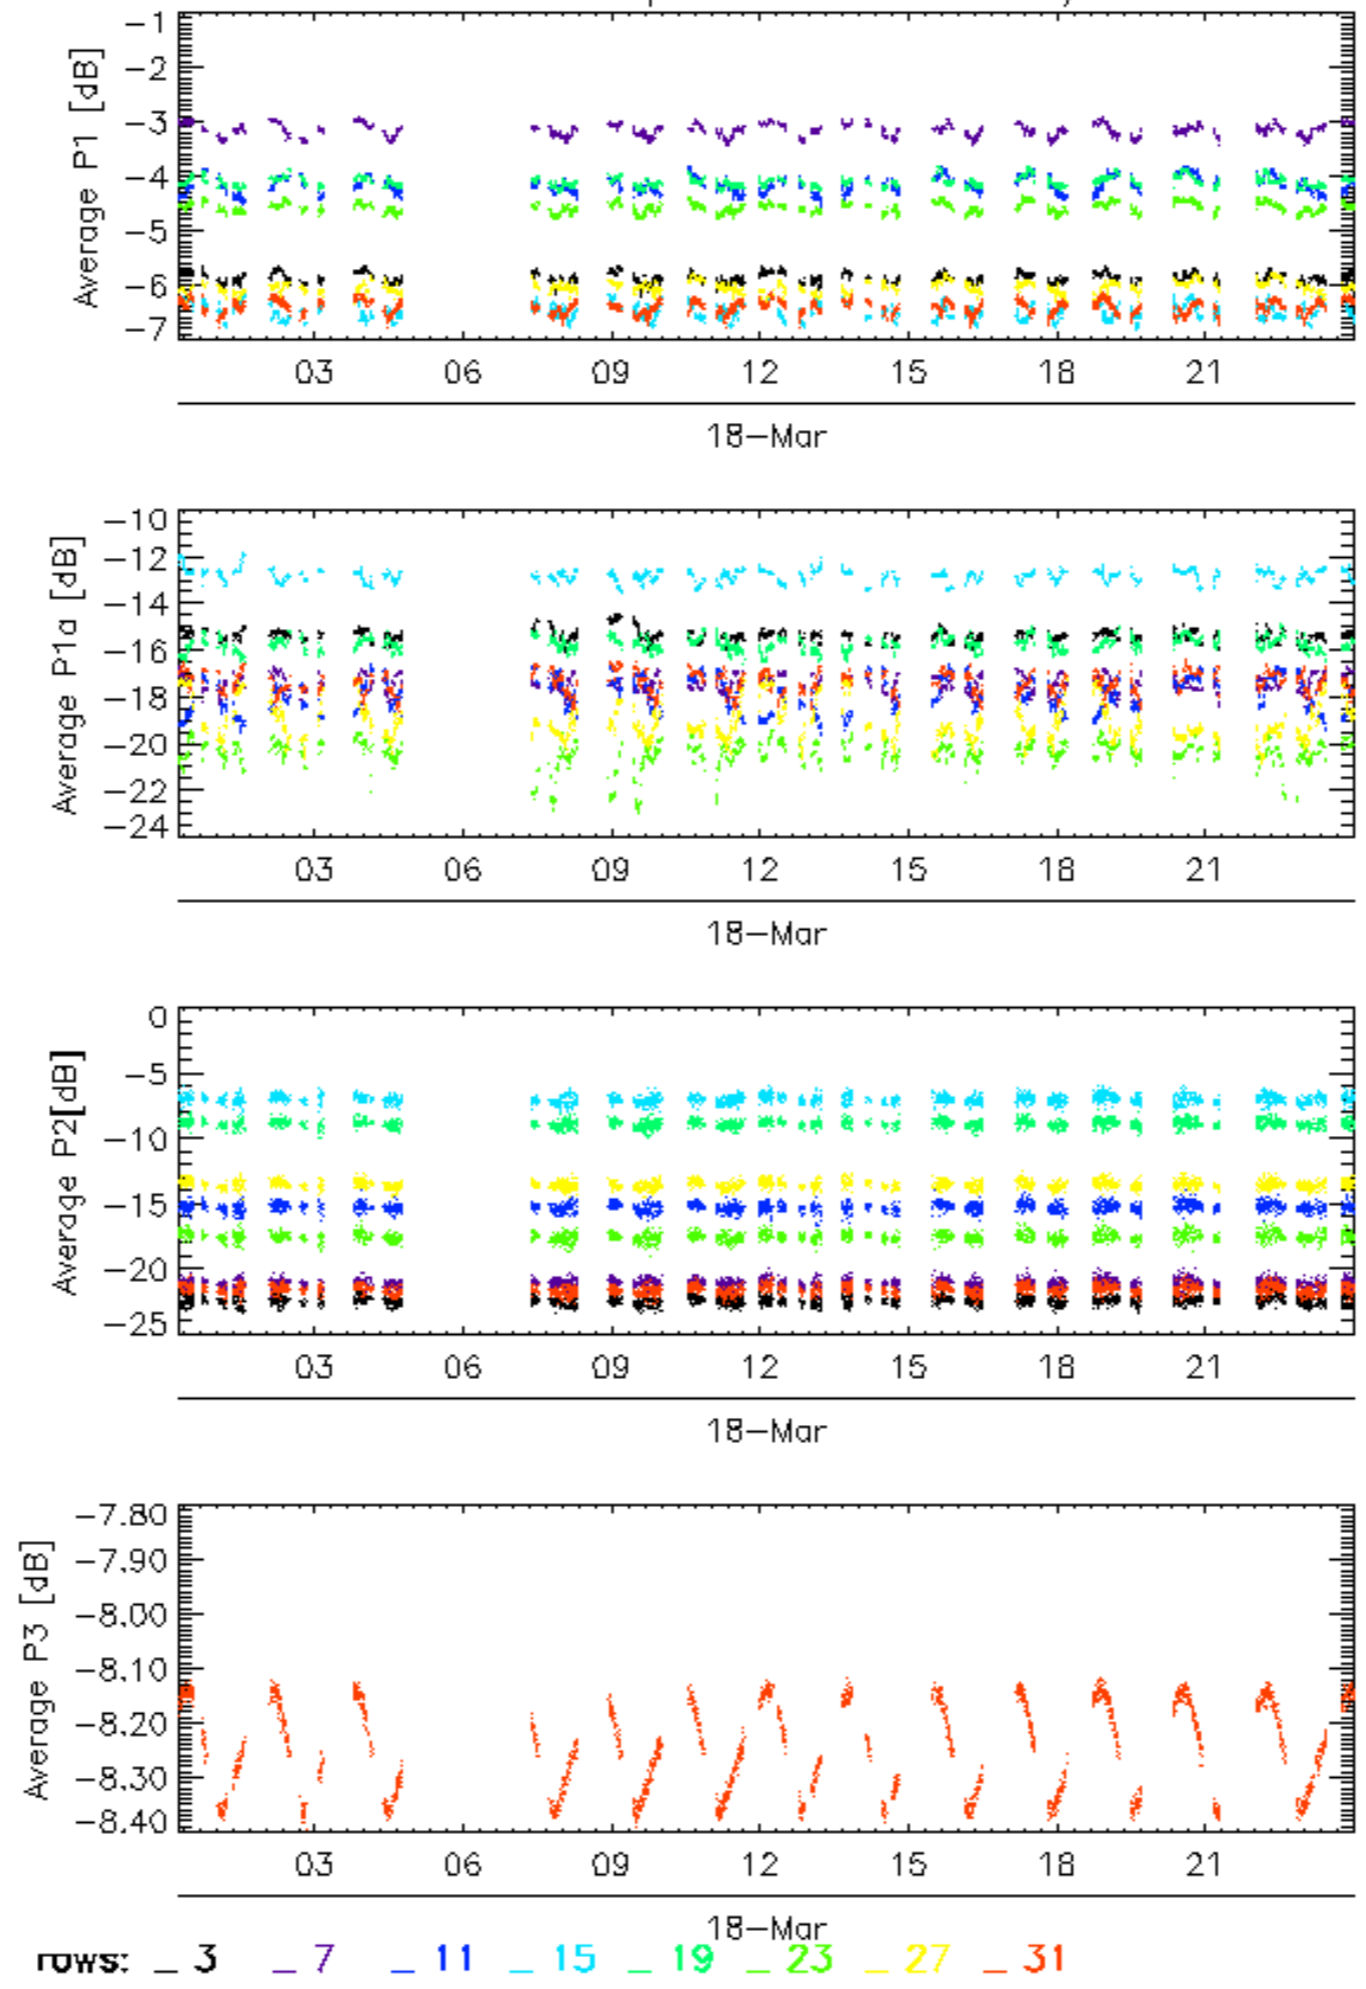 Average P1 [dB]
-1
-2
-3
-4
-5
-6
-7
03 06 09 12 15 18 21
18-Mar
Average P1a [dB]
-10
-12
-14
-16
-18
-20
-22
-24
03 06 09 12 15 18 21
18-Mar
Average P2[dB]
0
-5
-10
-15
-20
-25
03 06 09 12 15 18 21
18-Mar
Average P3 [dB]
-7.80
-7.90
-8.00
-8.10
-8.20
-8.30
-8.40
03 06 09 12 15 18 21
18-Mar
rows: _ 3 _ 7 _ 11 _ 15 _ 19 _ 23 _ 27 _ 31